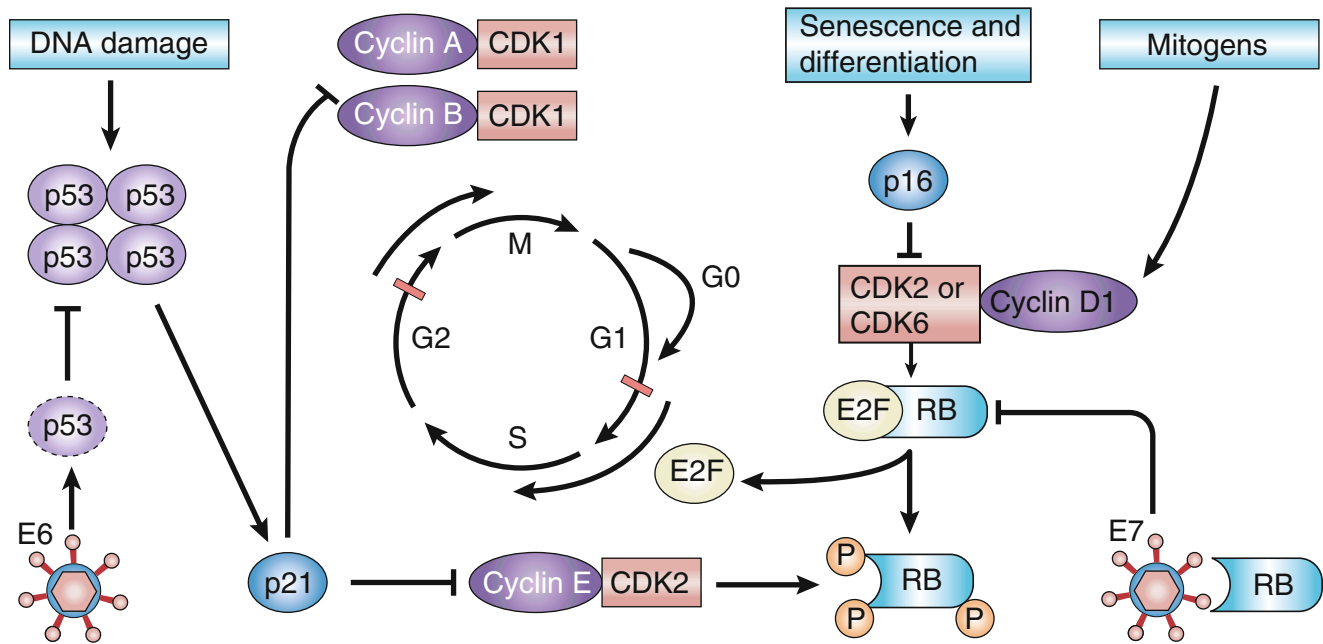 DNA damage
Cyclin A CDK1
Cyclin B CDK1
Senescence and
differentiation
Mitogens
p53 p53
p53 p53
p16
M
G0
G1
G2
S
CDK2 or
CDK6
Cyclin D1
p53
E2F RB
E2F
E6
p21
Cyclin E CDK2
P
RB
P
P
E7
RB